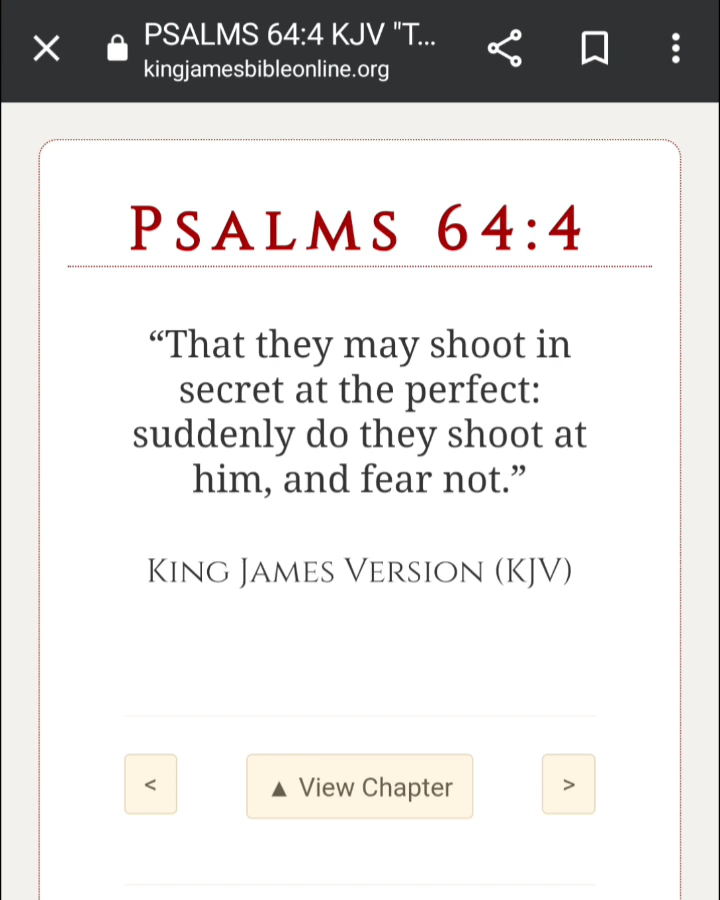 PSALMS 64:4 KJV "T...
kingjamesbibleonline.org
PSALMS 64:4
“That they may shoot in
secret at the perfect:
suddenly do they shoot at
him, and fear not.”
KING JAMES VERSION (KJV)
< ▲ View Chapter >